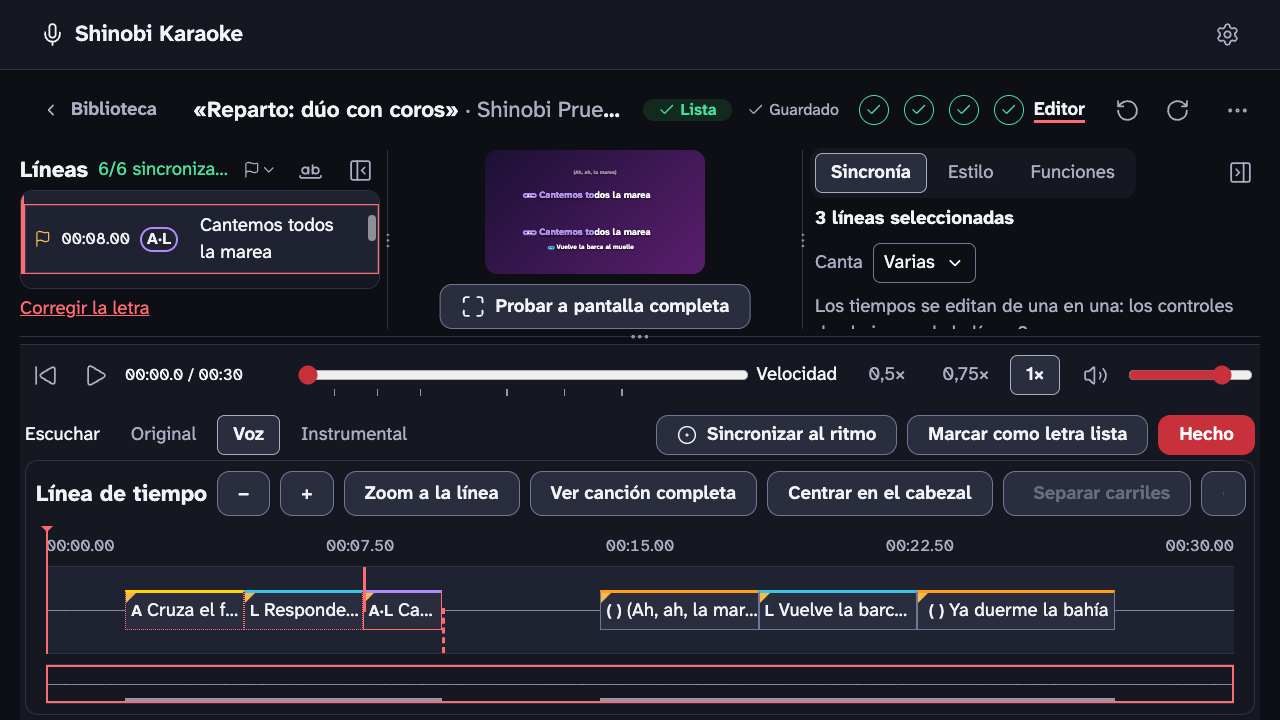 Shinobi Karaoke
Biblioteca
«Reparto: dúo con coros» · Shinobi Prue...
Lista
Guardado
Editor
Líneas 6/6 sincroniza...
ab
00:08.00 A·L Cantemos todos
la marea
Corregir la letra
(Ah, ah, la marea)
Cantemos todos la marea
Cantemos todos la marea
Vuelve la barca al muelle
Probar a pantalla completa
Sincronía Estilo Funciones
3 líneas seleccionadas
Canta Varias
Los tiempos se editan de una en una: los controles
00:00.0 / 00:30
Velocidad 0,5× 0,75× 1×
Escuchar Original Voz Instrumental
Sincronizar al ritmo Marcar como letra lista Hecho
Línea de tiempo − + Zoom a la línea Ver canción completa Centrar en el cabezal Separar carriles
00:00.00 00:07.50 00:15.00 00:22.50 00:30.00
A Cruza el f... L Responde... A·L Ca... ( ) (Ah, ah, la mar... L Vuelve la barc... ( ) Ya duerme la bahía